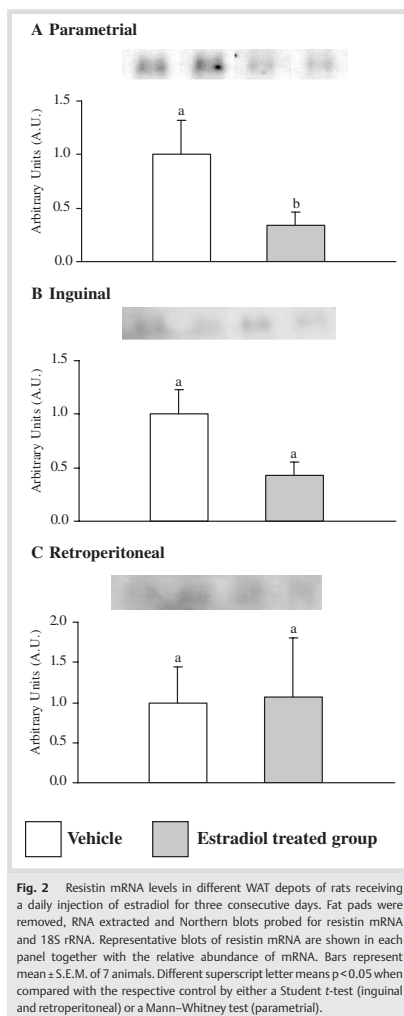 A Parametrial
1.5
1.0
0.5
0.0
Arbitrary Units (A.U.)
a
b
B Inguinal
1.5
1.0
0.5
0.0
Arbitrary Units (A.U.)
a
a
C Retroperitoneal
2.0
1.5
1.0
0.5
0.0
Arbitrary Units (A.U.)
a
a
Vehicle Estradiol treated group
Fig. 2 Resistin mRNA levels in different WAT depots of rats receiving
a daily injection of estradiol for three consecutive days. Fat pads were
removed, RNA extracted and Northern blots probed for resistin mRNA
and 18S rRNA. Representative blots of resistin mRNA are shown in each
panel together with the relative abundance of mRNA. Bars represent
mean ± S.E.M. of 7 animals. Different superscript letter means p < 0.05 when
compared with the respective control by either a Student t-test (inguinal
and retroperitoneal) or a Mann–Whitney test (parametrial).